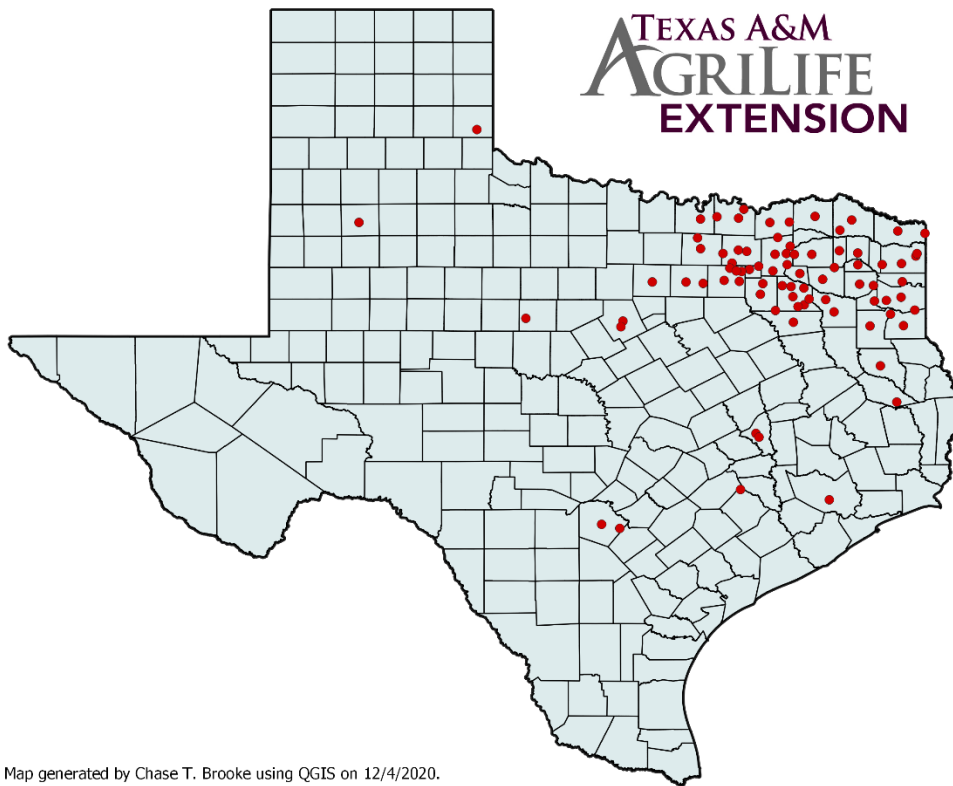 TEXAS A&M
AGRILIFE
EXTENSION
Map generated by Chase T. Brooke using QGIS on 12/4/2020.